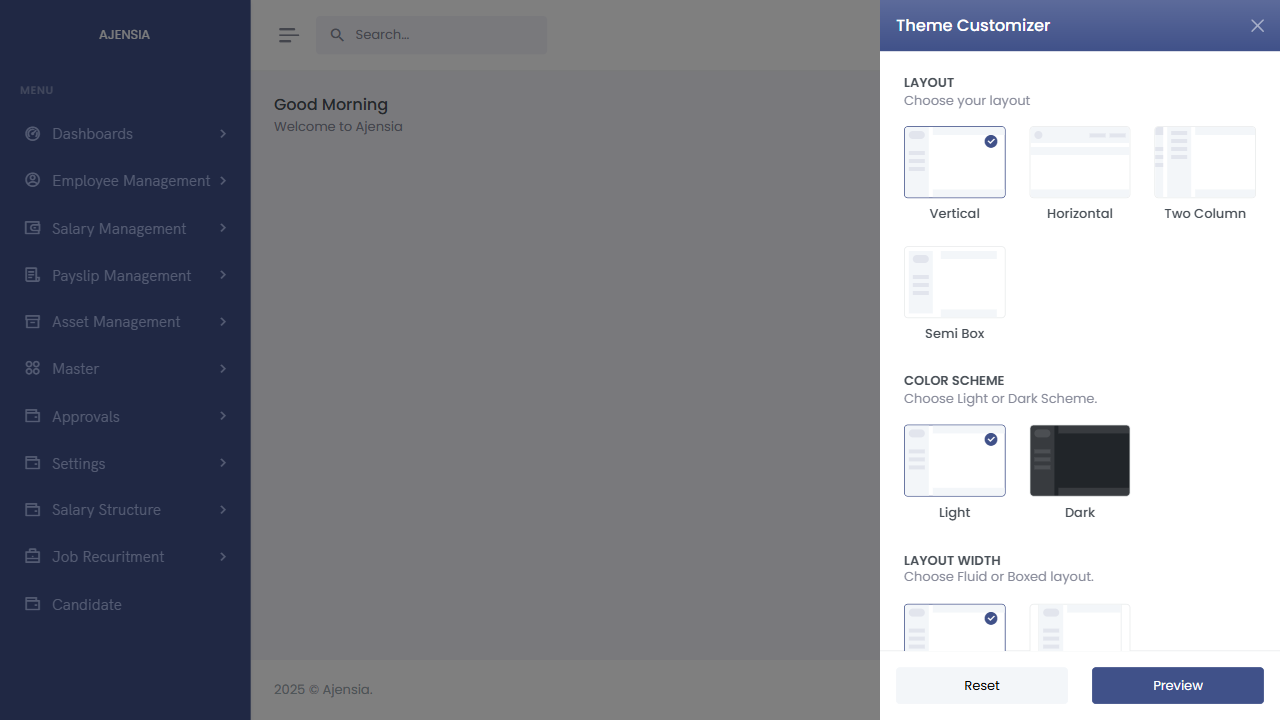 AJENSIA
MENU
Dashboards
Employee Management
Salary Management
Payslip Management
Asset Management
Master
Approvals
Settings
Salary Structure
Job Recuritment
Candidate
Search...
Good Morning
Welcome to Ajensia
2025 © Ajensia.
Theme Customizer
LAYOUT
Choose your layout
Vertical
Horizontal
Two Column
Semi Box
COLOR SCHEME
Choose Light or Dark Scheme.
Light
Dark
LAYOUT WIDTH
Choose Fluid or Boxed layout.
Reset
Preview